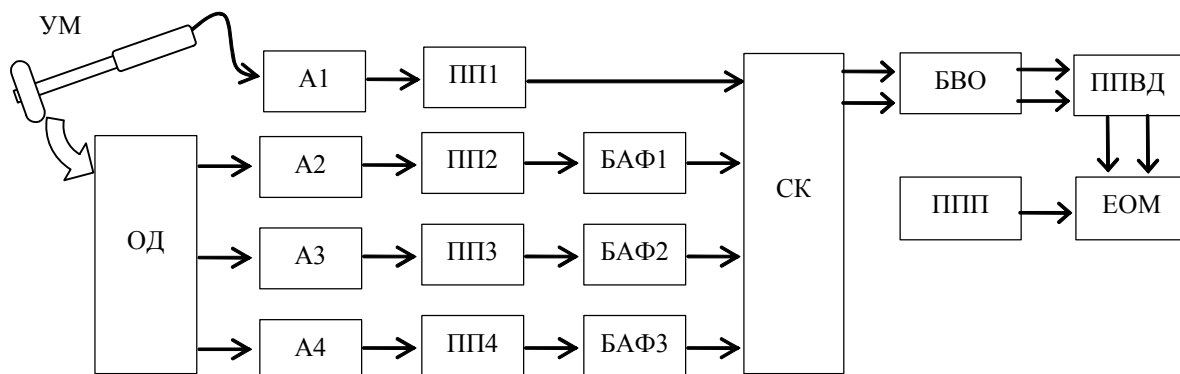 УМ
А1
ПП1
БВО
ППВД
А2
ПП2
БАФ1
СК
ППП
ЕОМ
ОД
А3
ПП3
БАФ2
А4
ПП4
БАФ3